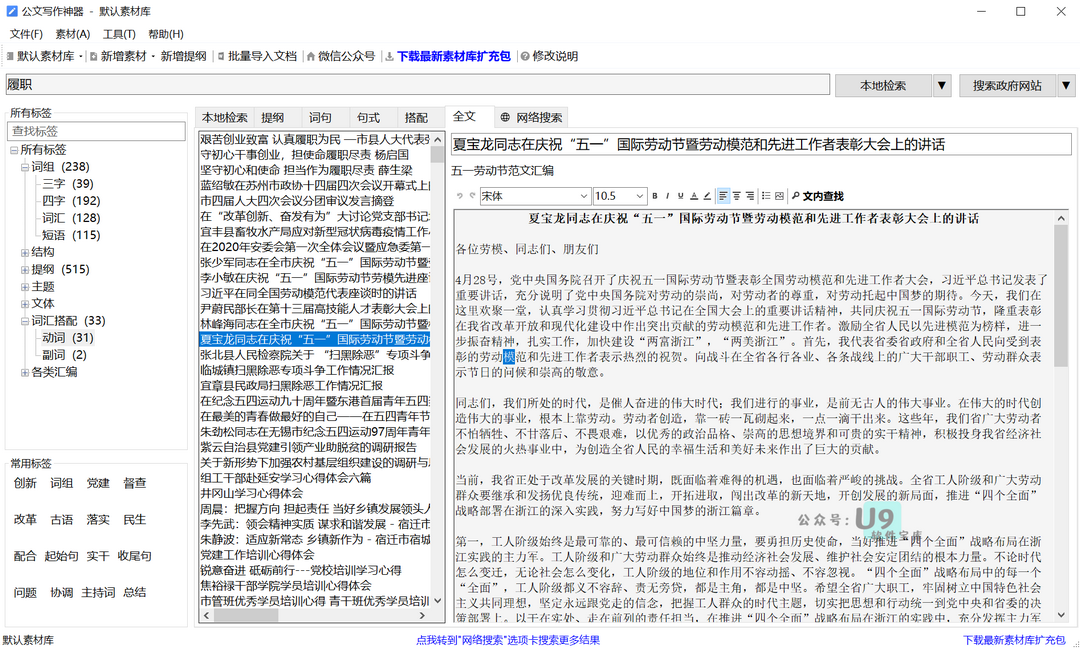 公文写作神器 - 默认素材库
文件(F) 素材(A) 工具(T) 帮助(H)
默认素材库 新增素材 新增提纲 批量导入文档 微信公众号 下载最新素材库扩充包 修改说明
履职
本地检索 搜索政府网站
所有标签
查找标签
所有标签
词组 (238)
三字 (39)
四字 (192)
词汇 (128)
短语 (115)
结构
提纲 (515)
主题
文体
词汇搭配 (33)
动词 (31)
副词 (2)
各类汇编
常用标签
创新 词组 党建 督查
改革 古语 落实 民生
配合 起始句 实干 收尾句
问题 协调 主持词 总结
本地检索 提纲 词句 句式 搭配
艰苦创业致富 认真履职为民 —市县人大代表
守初心干事创业，担使命履职尽责 杨启国
坚守初心和使命 担当作为履职尽责 薛生梁
蓝绍敏在苏州市政协十四届四次会议开幕式上
市四届人大四次会议分团审议发言摘登
在“改革创新、奋发有为”大讨论党支部书记
宜丰县畜牧水产局应对新型冠状病毒疫情工作
在2020年安委会第一次全体会议暨应急委第一
张少军同志在全市庆祝“五一”国际劳动节暨
李小敏在庆祝“五一”国际劳动节劳模先进座
习近平在同全国劳动模范代表座谈时的讲话
尹蔚民部长在第十三届高技能人才表彰大会上
林峰海同志在全市庆祝“五一”国际劳动节暨
夏宝龙同志在庆祝“五一”国际劳动节暨劳动
张北县人民检察院关于 “扫黑除恶”专项斗争
临城镇扫黑除恶专项斗争工作情况汇报
宜章县民政局扫黑除恶工作情况汇报
在纪念五四运动九十周年暨东港首届青年五四
在最美的青春做最好的自己——在五四青年节
朱劲松同志在无锡市纪念五四运动97周年青年
紫云自治县党建引领产业助脱贫的调研报告
关于新形势下加强农村基层组织建设的调研与
组工干部赴延安学习心得体会六篇
井冈山学习心得体会
周晨：把握方向 担起责任 当好乡镇发展领头人
李先武：领会精神实质 谋求和谐发展 - 宿迁市
朱静波：适应新常态 乡镇新作为 - 宿迁市宿城
党建工作培训心得体会
锐意奋进 砥砺前行---党校培训学习心得
焦裕禄干部学院学员培训心得体会
市管班优秀学员培训心得 青干班优秀学员培训
全文 网络搜索
夏宝龙同志在庆祝“五一”国际劳动节暨劳动模范和先进工作者表彰大会上的讲话
五一劳动节范文汇编
宋体 10.5 B I U A 文内查找
夏宝龙同志在庆祝“五一”国际劳动节暨劳动模范和先进工作者表彰大会上的讲话
各位劳模、同志们、朋友们
4月28号，党中央国务院召开了庆祝五一国际劳动节暨表彰全国劳动模范和先进工作者大会，习近平总书记发表了
重要讲话，充分说明了党中央国务院对劳动的崇尚，对劳动者的尊重，对劳动托起中国梦的期待。今天，我们在
这里欢聚一堂，认真学习贯彻习近平总书记在全国大会上的重要讲话精神，共同庆祝五一国际劳动节，隆重表彰
在我省改革开放和现代化建设中作出突出贡献的劳动模范和先进工作者。激励全省人民以先进模范为榜样，进一
步振奋精神，扎实工作，加快建设“两富浙江”，“两美浙江”。首先，我代表省委省政府和全省人民向受到表
彰的劳动模范和先进工作者示热烈的祝贺。向战斗在全省各行各业、各条战线上的广大干部职工、劳动群众表
示节日的问候和崇高的敬意。
同志们，我们所处的时代，是催人奋进的伟大时代；我们进行的事业，是前无古人的伟大事业。在伟大的时代创
造伟大的事业，根本上靠劳动。劳动者创造，靠一砖一瓦砌起来，一点一滴干出来。这些年，我们省广大劳动者
不怕牺牲、不甘落后、不畏艰难，以优秀的政治品格、崇高的思想境界和可贵的实干精神，积极投身我省经济社
会发展的火热事业中，为创造全省人民的幸福生活和美好未来作出了巨大的贡献。
当前，我省正处于改革发展的关键时期，既面临着难得的机遇，也面临着严峻的挑战。全省工人阶级和广大劳动
群众要继承和发扬优良传统，迎难而上，开拓进取，闯出改革的新天地，开创发展的新局面，推进“四个全面”
战略部署在浙江的深入实践，努力写好中国梦的浙江篇章。
公众号：U9
软件宝库
第一，工人阶级始终是最可靠的、最可信赖的中坚力量，要勇担历史使命，当好推进“四个全面”战略布局在浙
江实践的主力军。工人阶级和广大劳动群众始终是推动经济社会发展、维护社会安定团结的根本力量。不论时代
怎么变迁，无论社会怎么变化，工人阶级的地位和作用不容动摇、不容忽视。“四个全面”战略布局中的每一个
“全面”，工人阶级都义不容辞、责无旁贷，都是主角，都是中坚。希望全省广大职工，牢固树立中国特色社会
主义共同理想，坚定永远跟党走的信念，把握工人群众的时代主题，切实把思想和行动统一到党中央和省委的决
策部署上。以干在实处、走在前列的责任担当，在推进“四个全面”战略布局在浙江的实践中，充分发挥主力军
默认素材库
点我转到“网络搜索”选项卡搜索更多结果
下载最新素材库扩充包